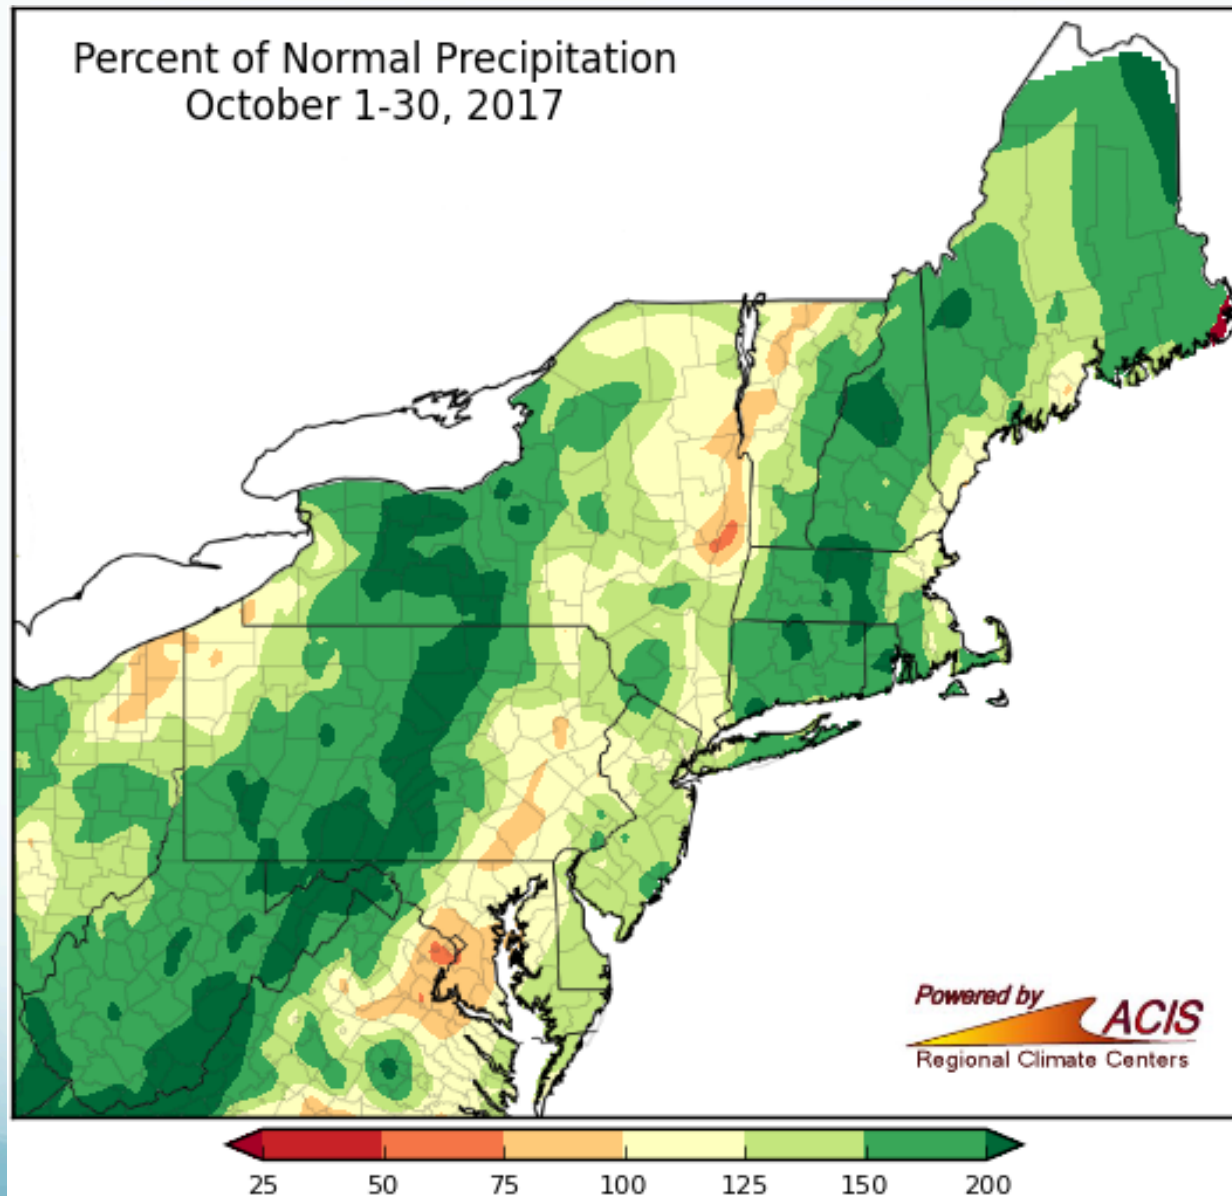 Percent of Normal Precipitation
October 1-30, 2017
Powered by
ACIS
Regional Climate Centers
25 50 75 100 125 150 200